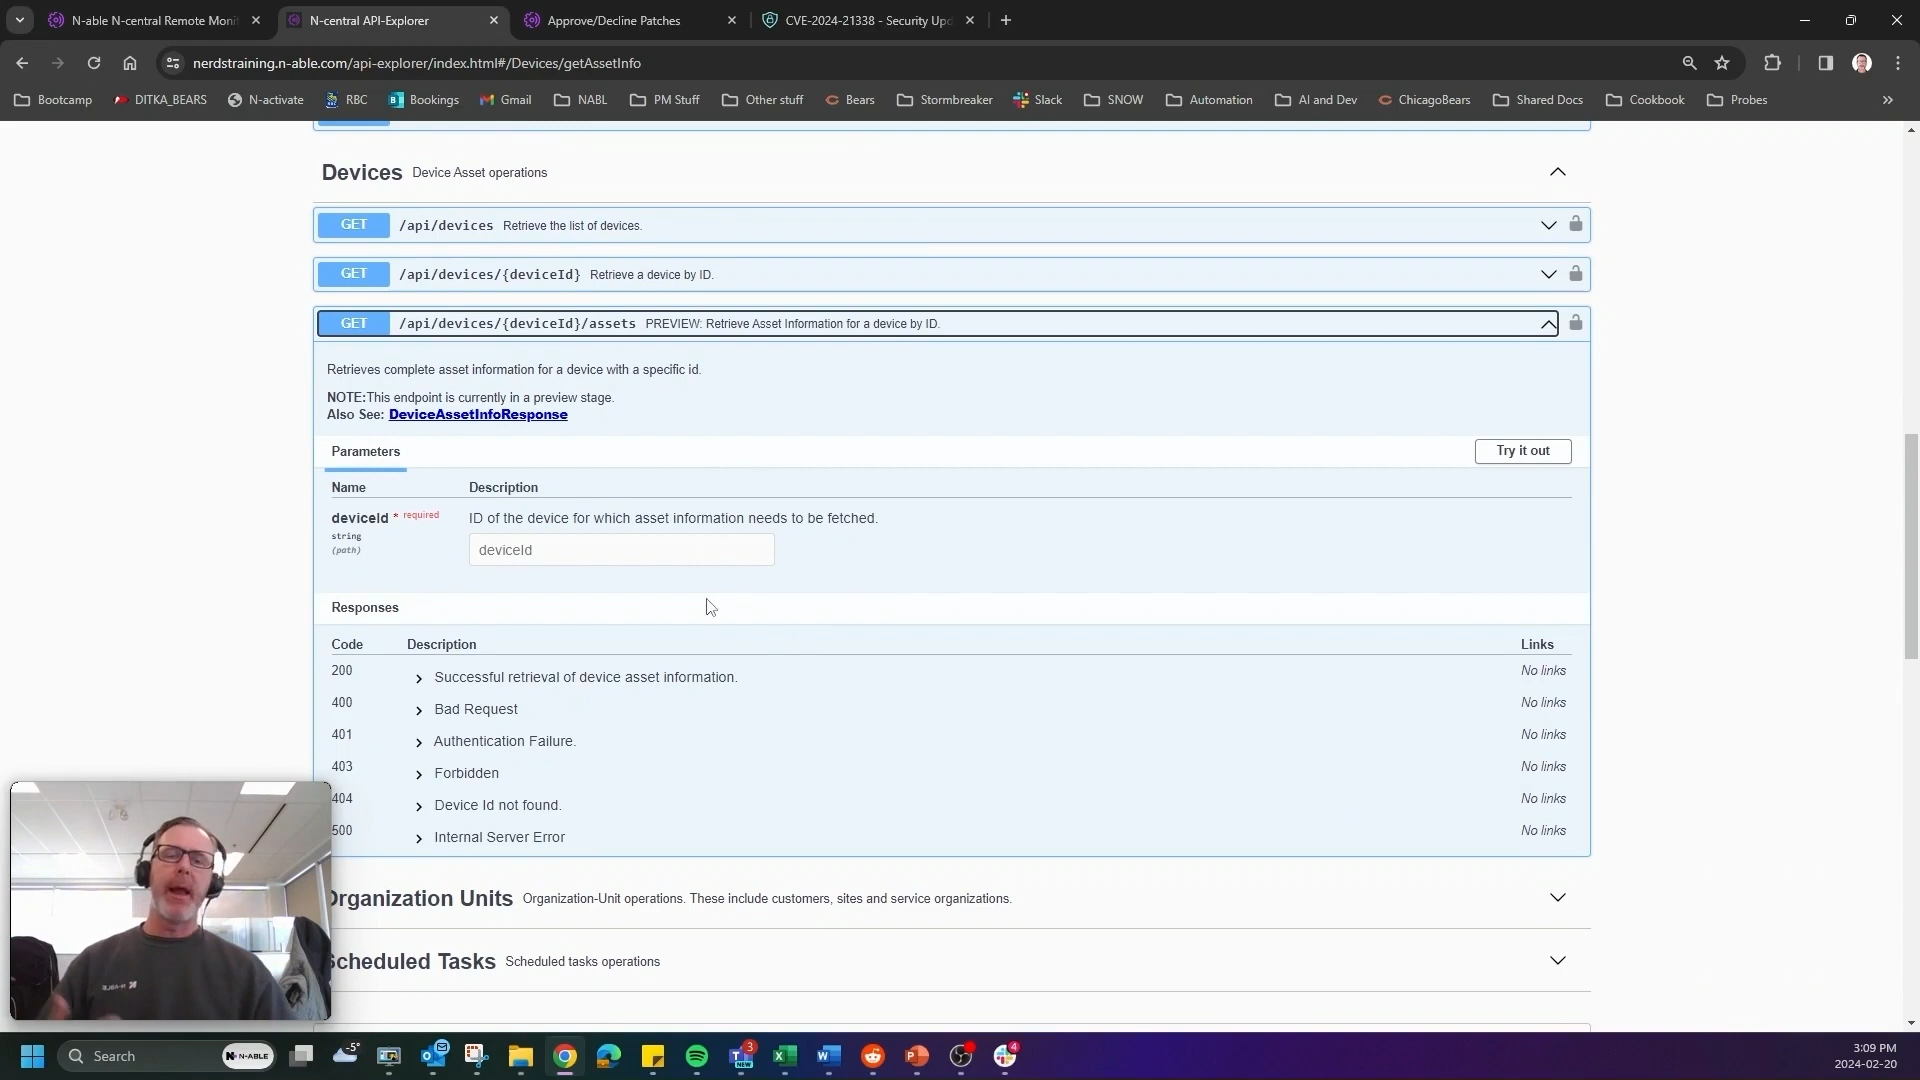 N-able N-central Remote Moni
N-central API-Explorer
Approve/Decline Patches
CVE-2024-21338 - Security Upd
nerdstraining.n-able.com/api-explorer/index.html#/Devices/getAssetInfo
Bootcamp
DITKA_BEARS
N-activate
RBC
Bookings
Gmail
NABL
PM Stuff
Other stuff
Bears
Stormbreaker
Slack
SNOW
Automation
AI and Dev
ChicagoBears
Shared Docs
Cookbook
Probes
Devices Device Asset operations
GET /api/devices Retrieve the list of devices.
GET /api/devices/{deviceId} Retrieve a device by ID.
GET /api/devices/{deviceId}/assets PREVIEW: Retrieve Asset Information for a device by ID.
Retrieves complete asset information for a device with a specific id.
NOTE:This endpoint is currently in a preview stage.
Also See: DeviceAssetInfoResponse
Parameters
Try it out
Name Description
deviceId * required
string
(path)
ID of the device for which asset information needs to be fetched.
deviceId
Responses
Code Description Links
200 Successful retrieval of device asset information. No links
400 Bad Request No links
401 Authentication Failure. No links
403 Forbidden No links
404 Device Id not found. No links
500 Internal Server Error No links
Organization Units Organization-Unit operations. These include customers, sites and service organizations.
Scheduled Tasks Scheduled tasks operations
Search
N-ABLE
-5°
3
NEW
4
3:09 PM
2024-02-20